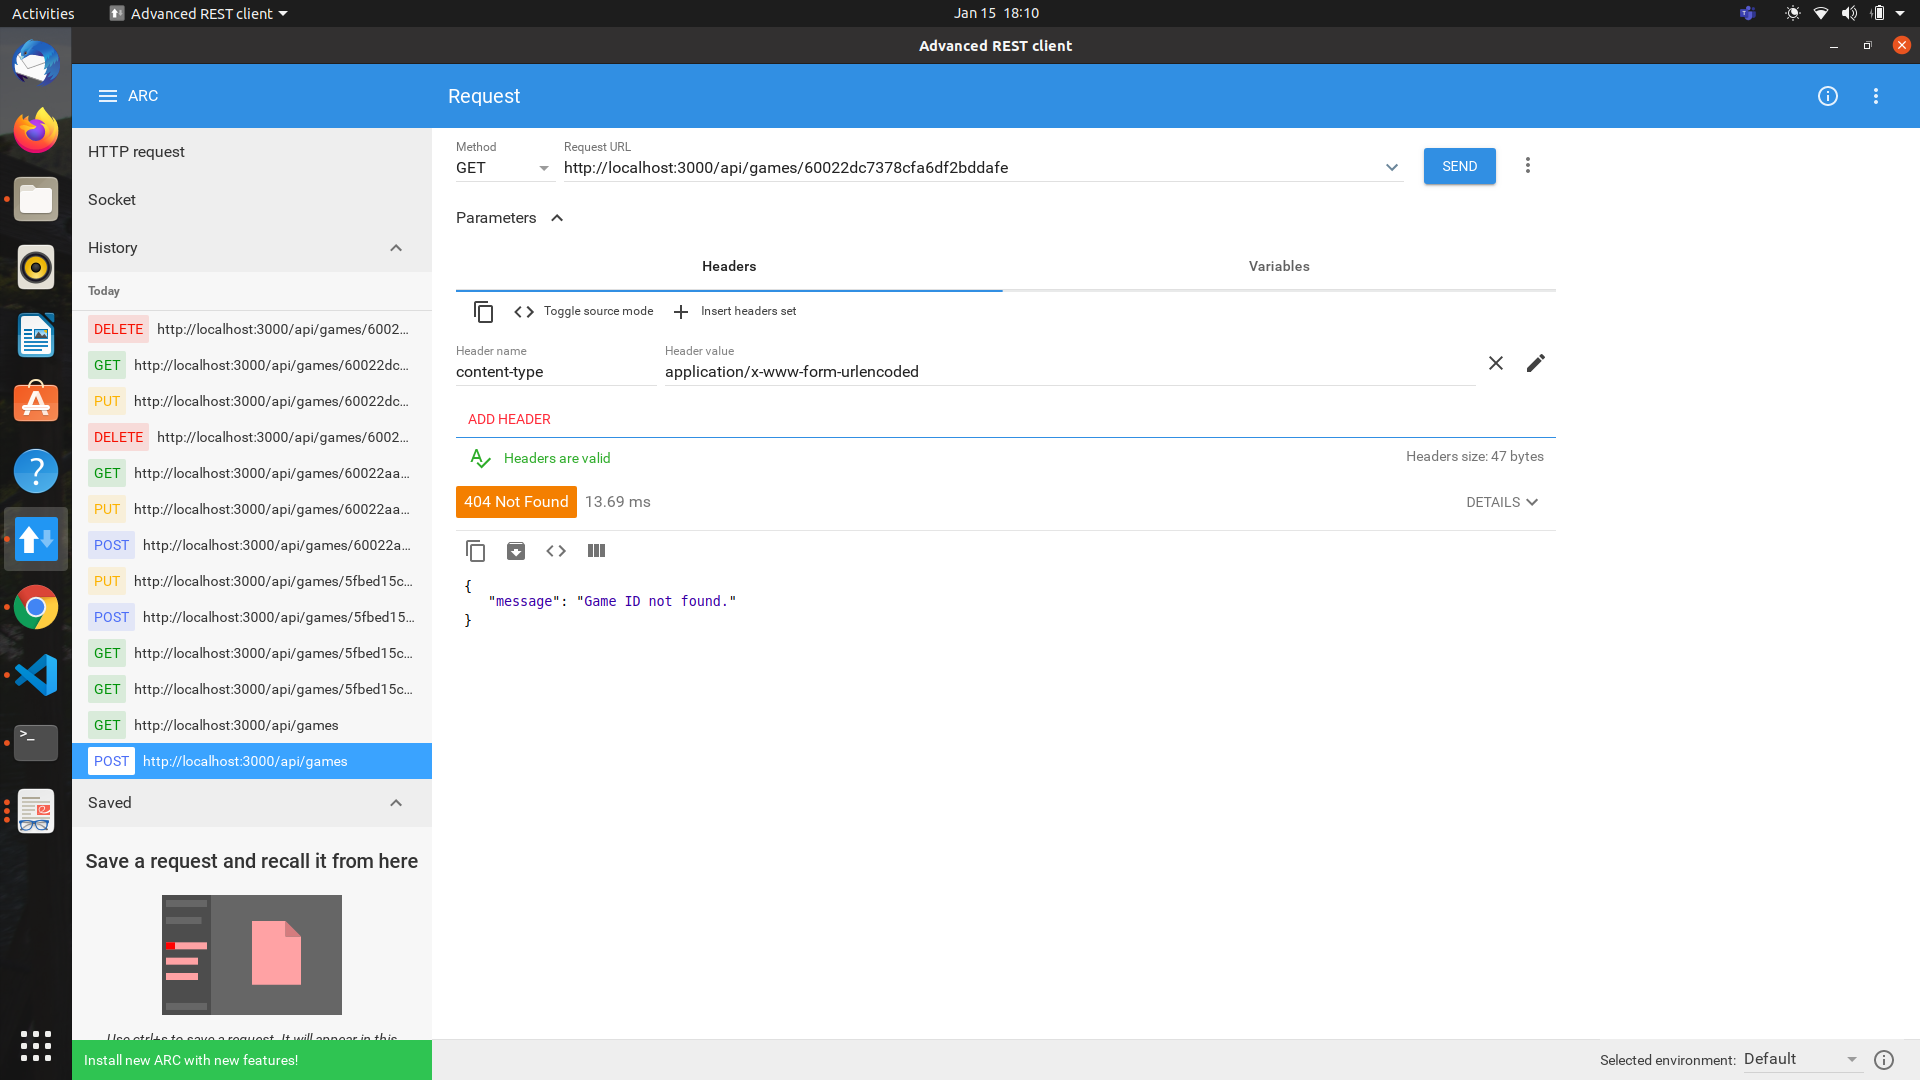 Activities
Advanced REST client
Jan 15 18:10
Advanced REST client
ARC
Request
HTTP request
Socket
History
Today
DELETE http://localhost:3000/api/games/6002...
GET http://localhost:3000/api/games/60022dc...
PUT http://localhost:3000/api/games/60022dc...
DELETE http://localhost:3000/api/games/6002...
GET http://localhost:3000/api/games/60022aa...
PUT http://localhost:3000/api/games/60022aa...
POST http://localhost:3000/api/games/60022a...
PUT http://localhost:3000/api/games/5fbed15c...
POST http://localhost:3000/api/games/5fbed15...
GET http://localhost:3000/api/games/5fbed15c...
GET http://localhost:3000/api/games/5fbed15c...
GET http://localhost:3000/api/games
POST http://localhost:3000/api/games
Saved
Save a request and recall it from here
Use ctrl+s to save a request. It will appear in this
Install new ARC with new features!
Method
GET
Request URL
http://localhost:3000/api/games/60022dc7378cfa6df2bddafe
SEND
Parameters
Headers
Variables
Toggle source mode
Insert headers set
Header name
content-type
Header value
application/x-www-form-urlencoded
ADD HEADER
Headers are valid
Headers size: 47 bytes
404 Not Found
13.69 ms
DETAILS
{
"message": "Game ID not found."
}
Selected environment:
Default